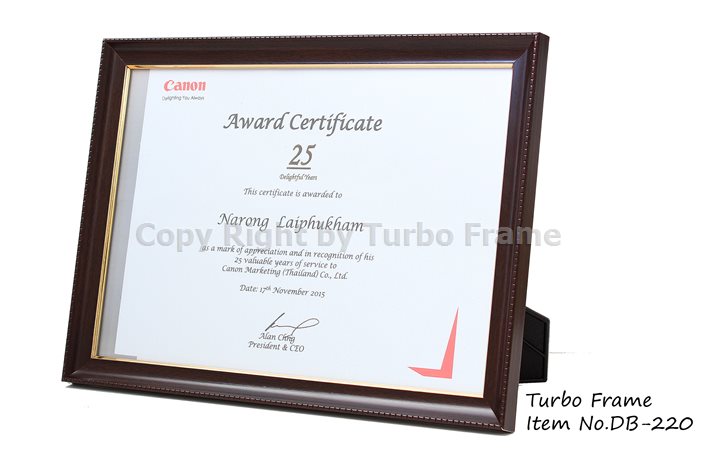 Canon
Delighting You Always
Award Certificate
25
Delightful Years
This certificate is awarded to
Narong Laiphukham
Copy Right by Turbo Frame
as a mark of appreciation and in recognition of his
25 valuable years of service to
Canon Marketing (Thailand) Co., Ltd.
Date: 17th November 2015
Alan Chng
President & CEO
Turbo Frame
Item No.DB-220